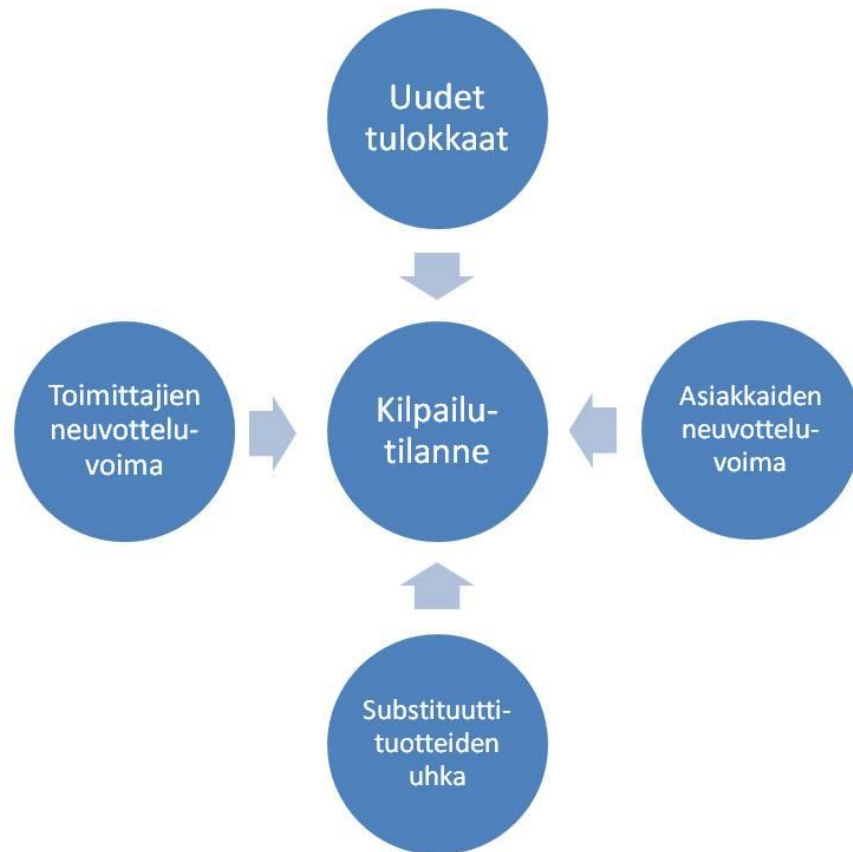 Uudet
tulokkaat
Toimittajien
neuvottelu-
voima
Kilpailu-
tilanne
Asiakkaiden
neuvottelu-
voima
Substituutti-
tuotteiden
uhka